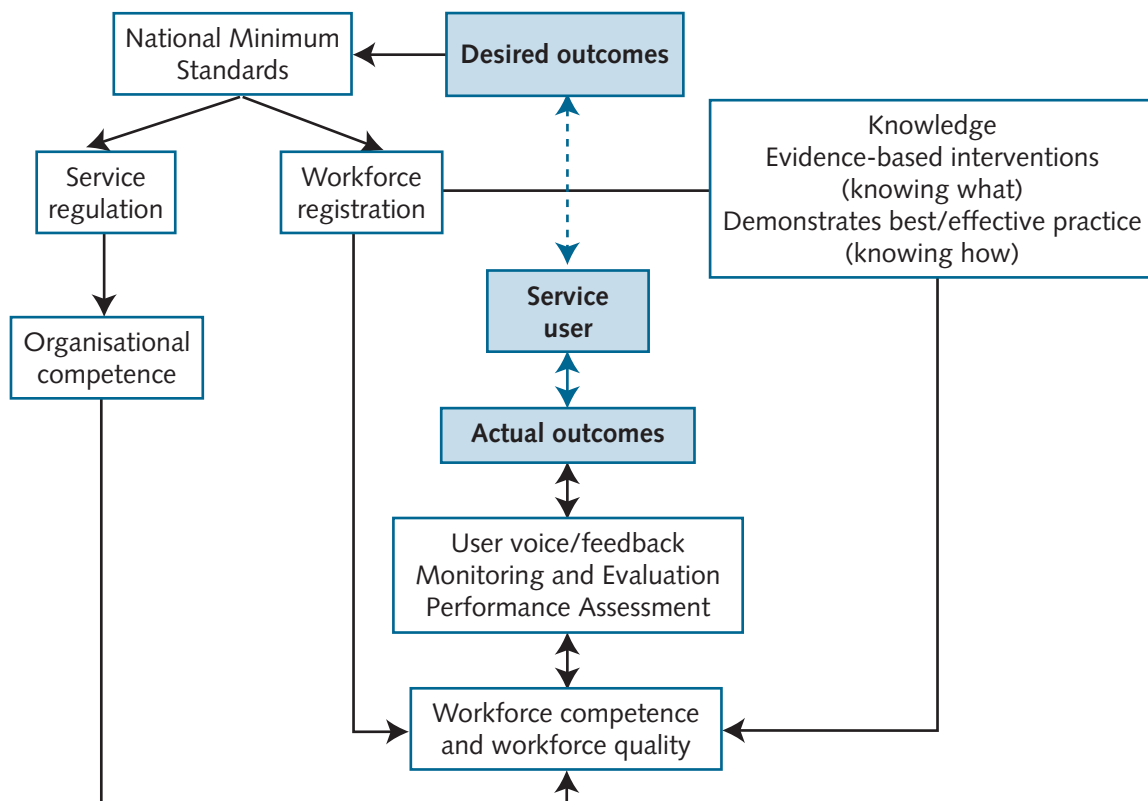 National Minimum
Standards
Desired outcomes
Knowledge
Evidence-based interventions
(knowing what)
Demonstrates best/effective practice
(knowing how)
Service
regulation
Workforce
registration
Service
user
Organisational
competence
Actual outcomes
User voice/feedback
Monitoring and Evaluation
Performance Assessment
Workforce competence
and workforce quality